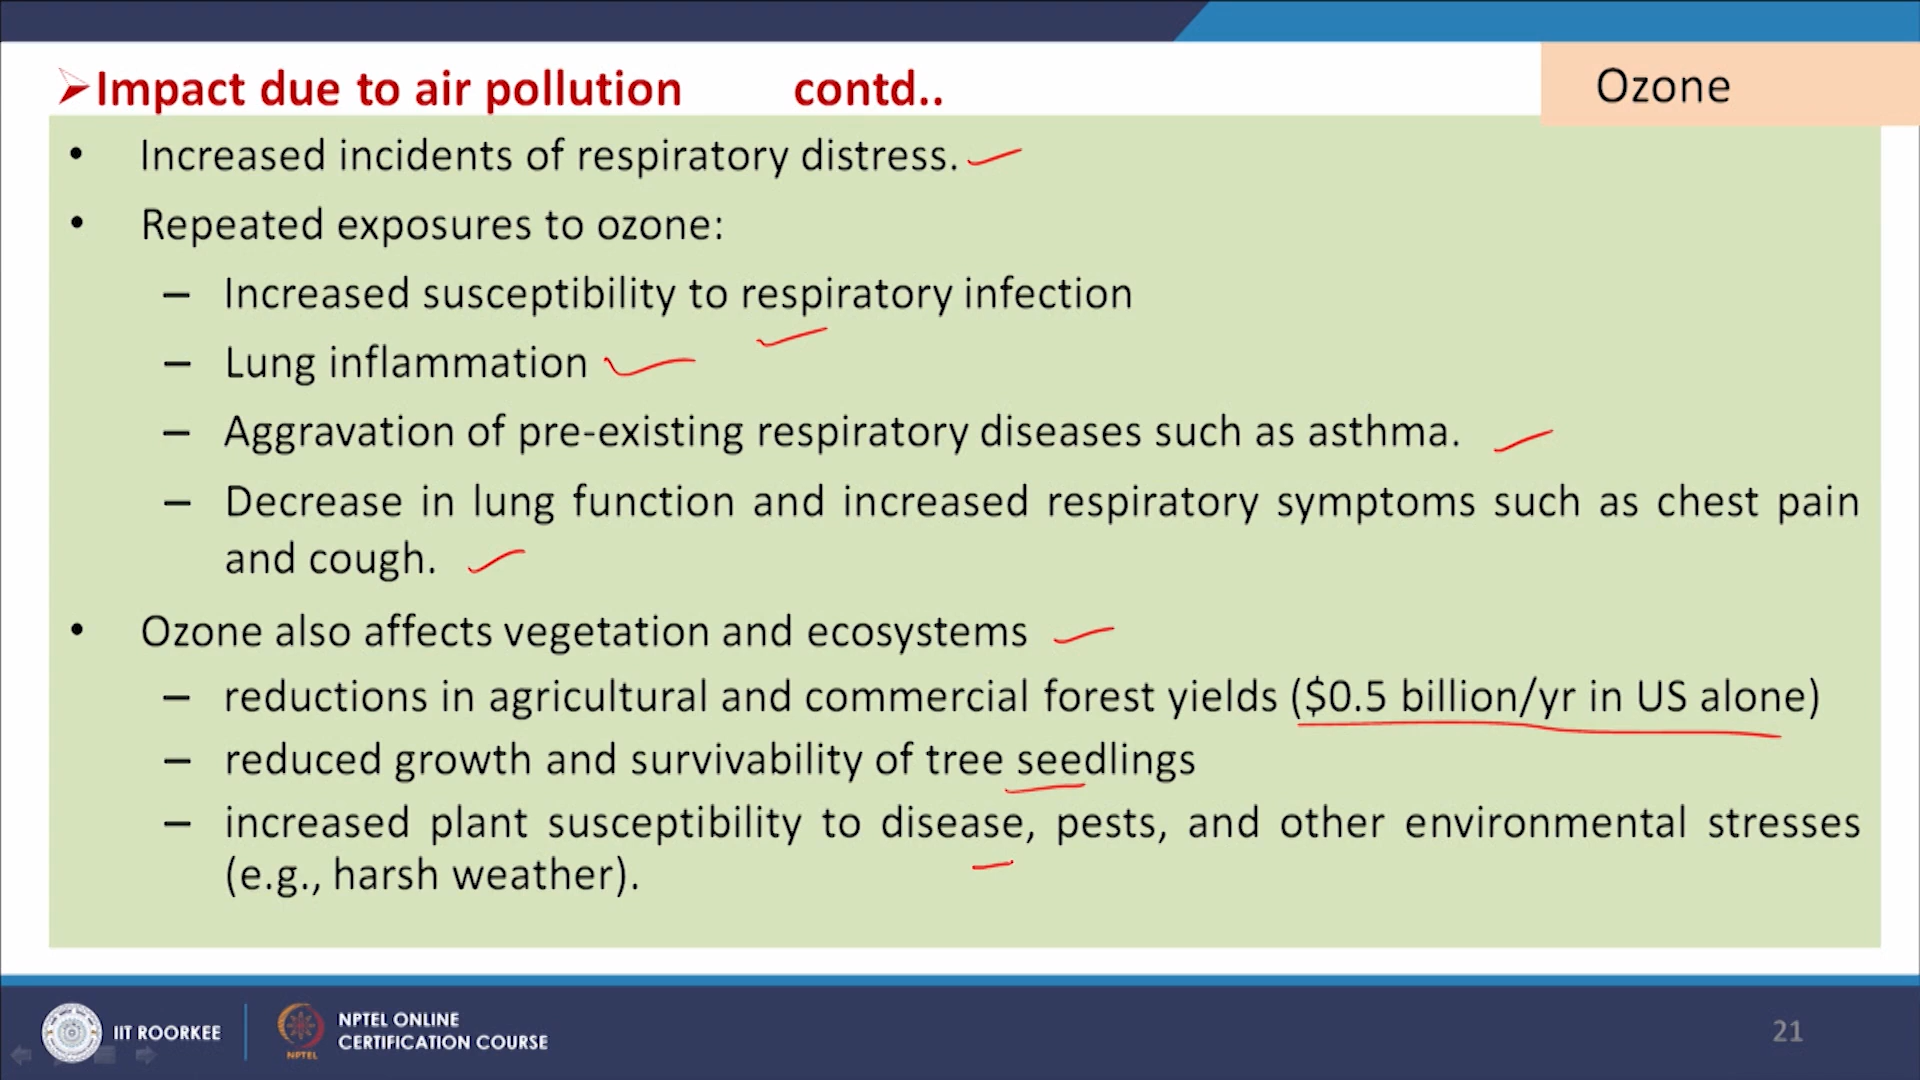 Impact due to air pollution contd..
Ozone
• Increased incidents of respiratory distress.
• Repeated exposures to ozone:
– Increased susceptibility to respiratory infection
– Lung inflammation
– Aggravation of pre-existing respiratory diseases such as asthma.
– Decrease in lung function and increased respiratory symptoms such as chest pain
and cough.
• Ozone also affects vegetation and ecosystems
– reductions in agricultural and commercial forest yields ($0.5 billion/yr in US alone)
– reduced growth and survivability of tree seedlings
– increased plant susceptibility to disease, pests, and other environmental stresses
(e.g., harsh weather).
IIT ROORKEE
NPTEL
NPTEL ONLINE
CERTIFICATION COURSE
21